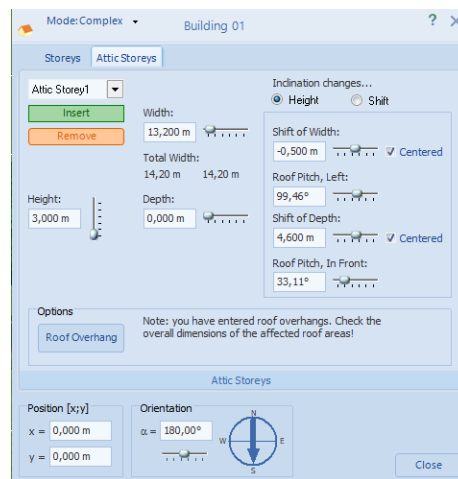 Mode: Complex
Building 01
?
Storeys
Attic Storeys
Attic Storey1
Insert
Remove
Width:
13,200 m
Total Width:
14,20 m 14,20 m
Height:
3,000 m
Depth:
0,000 m
Inclination changes...
Height Shift
Shift of Width:
-0,500 m Centered
Roof Pitch, Left:
99,46°
Shift of Depth:
4,600 m Centered
Roof Pitch, In Front:
33,11°
Options
Roof Overhang
Note: you have entered roof overhangs. Check the
overall dimensions of the affected roof areas!
Attic Storeys
Position [x;y]
x = 0,000 m
y = 0,000 m
Orientation
α = 180,00°
N
W E
S
Close